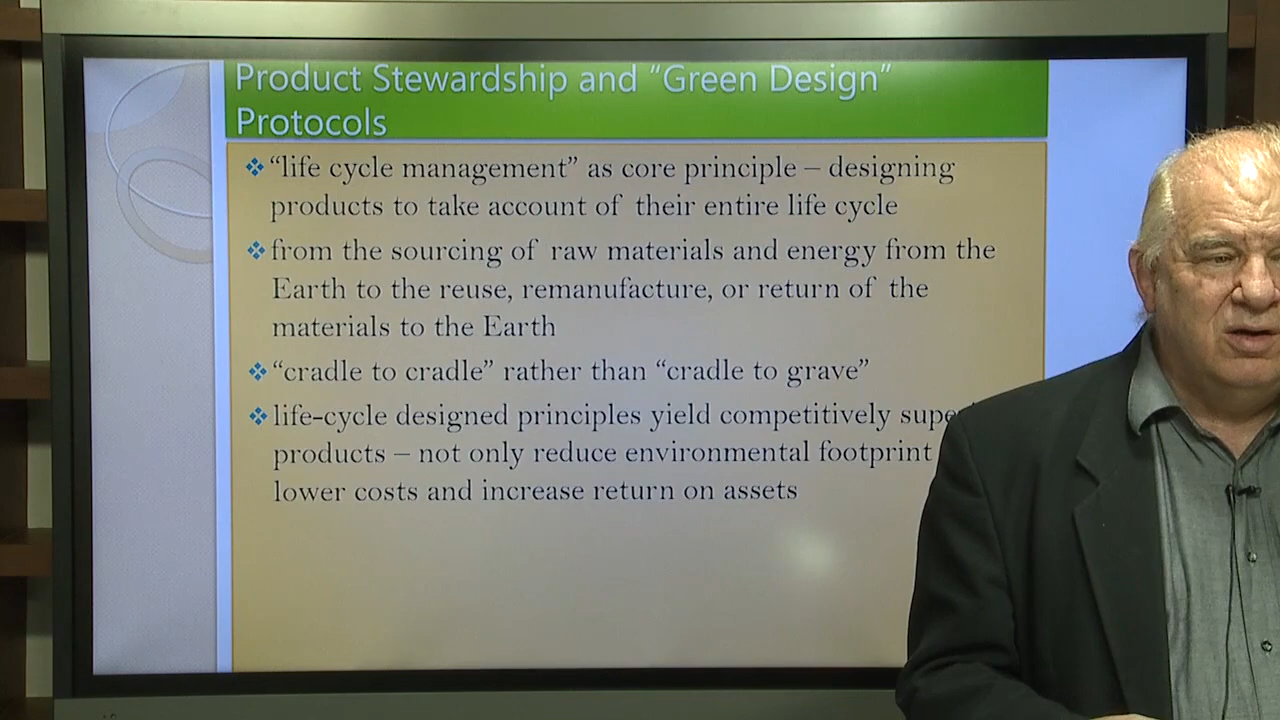 Product Stewardship and “Green Design”
Protocols
“life cycle management” as core principle – designing
products to take account of their entire life cycle
from the sourcing of raw materials and energy from the
Earth to the reuse, remanufacture, or return of the
materials to the Earth
“cradle to cradle” rather than “cradle to grave”
life-cycle designed principles yield competitively
products – not only reduce environmental footprint
lower costs and increase return on assets